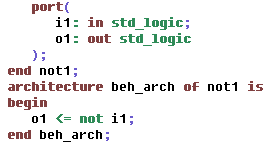 port(
i1: in std_logic;
o1: out std_logic
);
end not1;
architecture beh_arch of not1 is
begin
o1 <= not i1;
end beh_arch;